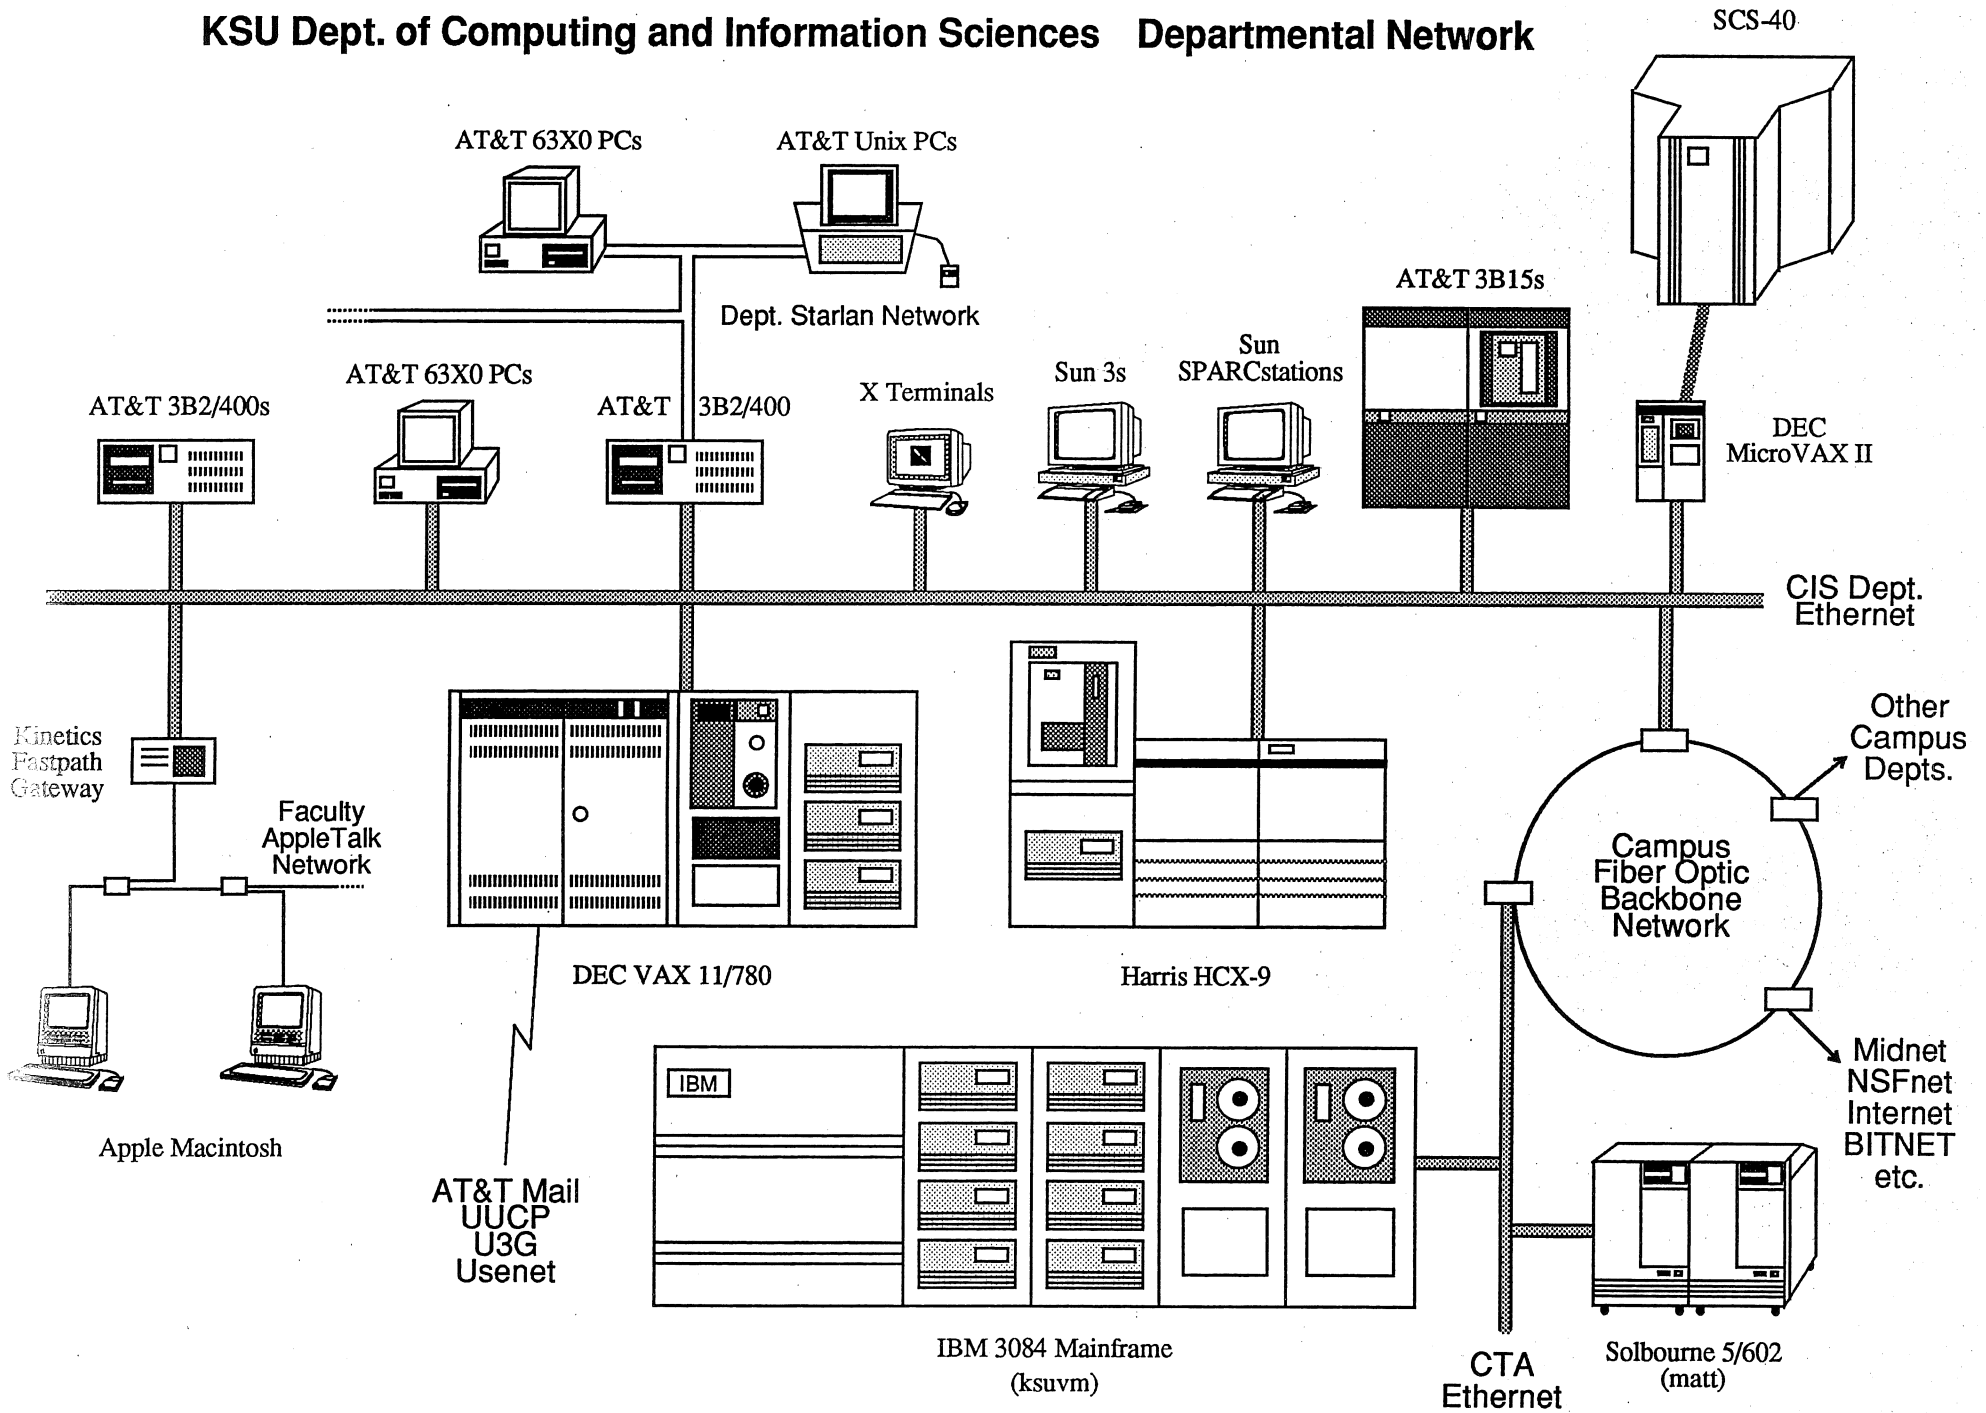 KSU Dept. of Computing and Information Sciences Departmental Network
SCS-40
AT&T 63X0 PCs
AT&T Unix PCs
Dept. Starlan Network
AT&T 3B15s
AT&T 3B2/400s
AT&T 63X0 PCs
AT&T 3B2/400
X Terminals
Sun 3s
Sun
SPARCstations
DEC
MicroVAX II
CIS Dept.
Ethernet
Kinetics
Fastpath
Gateway
Faculty
AppleTalk
Network
Other
Campus
Depts.
Campus
Fiber Optic
Backbone
Network
DEC VAX 11/780
Harris HCX-9
Apple Macintosh
AT&T Mail
UUCP
U3G
Usenet
IBM
Midnet
NSFnet
Internet
BITNET
etc.
IBM 3084 Mainframe
(ksuvm)
CTA
Ethernet
Solbourne 5/602
(matt)